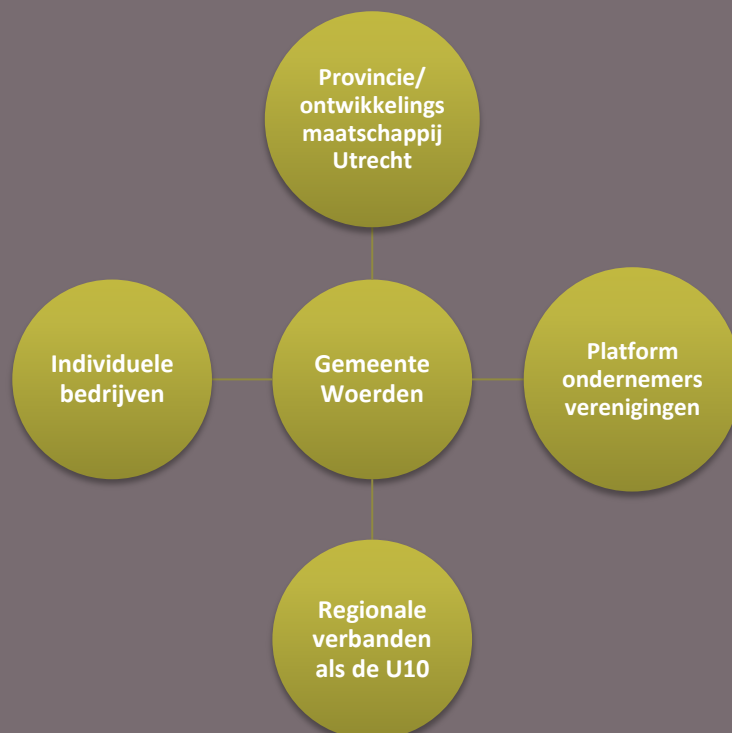 Provincie/
ontwikkelings
maatschappij
Utrecht
Individuele
bedrijven
Gemeente
Woerden
Platform
ondernemers
verenigingen
Regionale
verbanden
als de U10